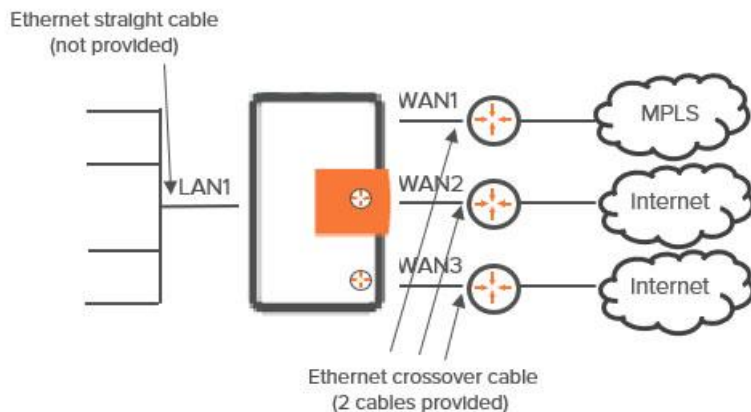 Ethernet straight cable
(not provided)
WAN1
MPLS
LAN1
WAN2
Internet
WAN3
Internet
Ethernet crossover cable
(2 cables provided)